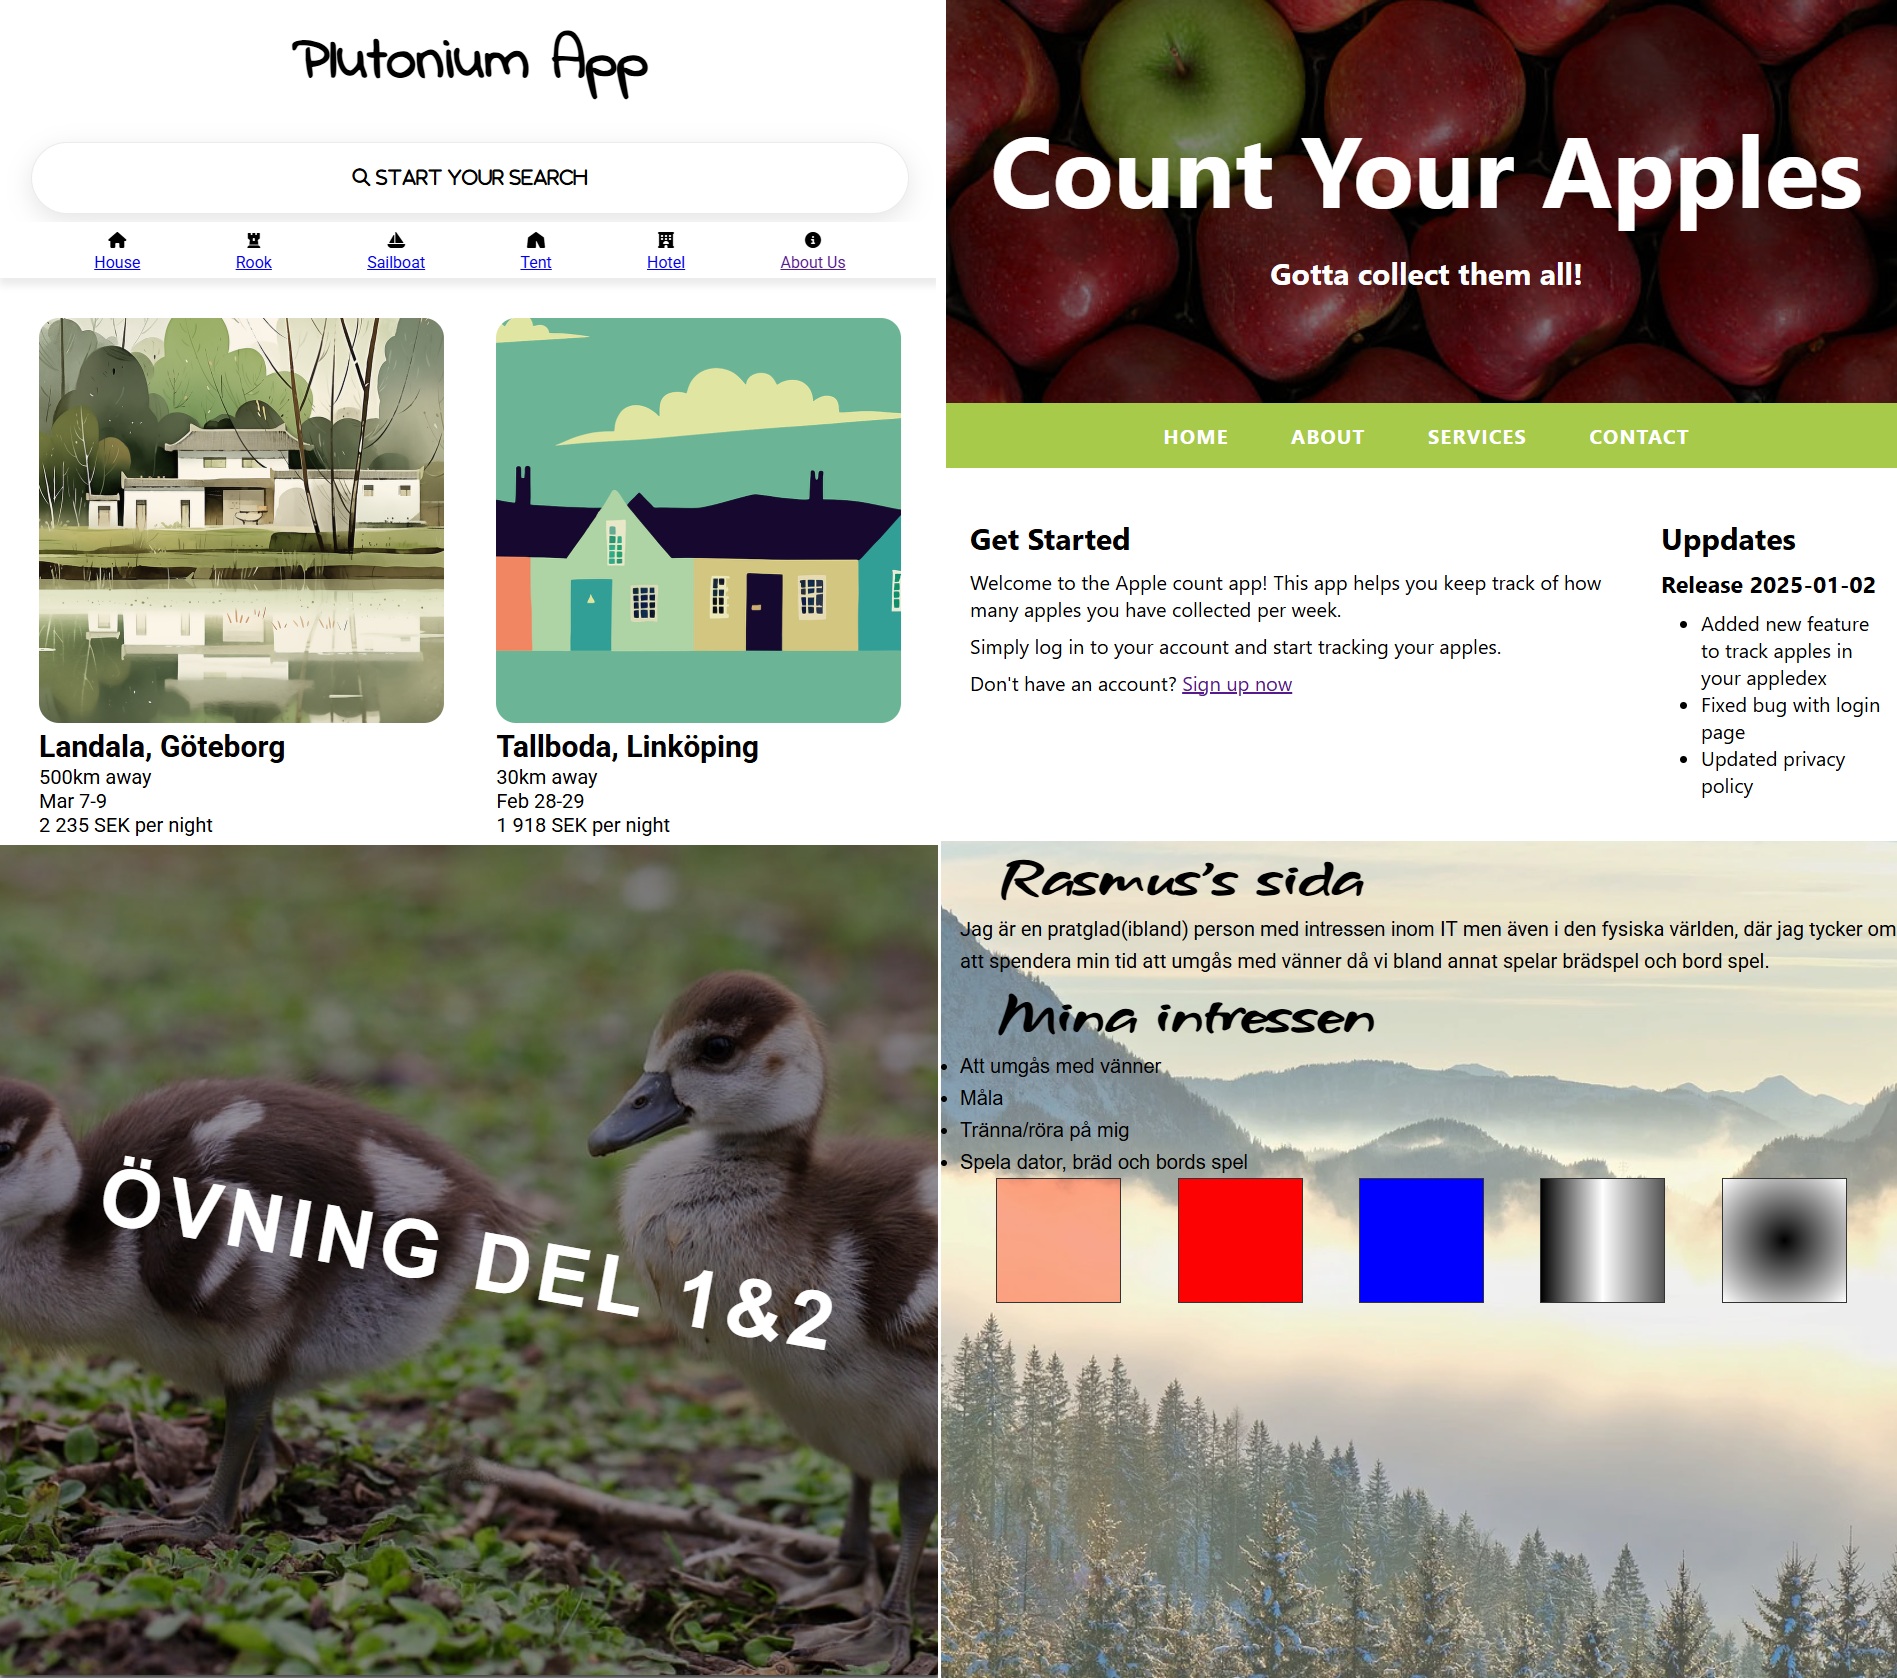 Plutonium App
START YOUR SEARCH
House Rook Sailboat Tent Hotel About Us
Landala, Göteborg
500km away
Mar 7-9
2 235 SEK per night
Tallboda, Linköping
30km away
Feb 28-29
1 918 SEK per night
Count Your Apples
Gotta collect them all!
HOME ABOUT SERVICES CONTACT
Get Started
Welcome to the Apple count app! This app helps you keep track of how
many apples you have collected per week.
Simply log in to your account and start tracking your apples.
Don't have an account? Sign up now
Uppdates
Release 2025-01-02
Added new feature
to track apples in
your appledex
Fixed bug with login
page
Updated privacy
policy
ÖVNING DEL 1&2
Rasmus's sida
Jag är en pratglad(ibland) person med intressen inom IT men även i den fysiska världen, där jag tycker om
att spendera min tid att umgås med vänner då vi bland annat spelar brädspel och bord spel.
Mina intressen
Att umgås med vänner
Måla
Tränna/röra på mig
Spela dator, bräd och bords spel